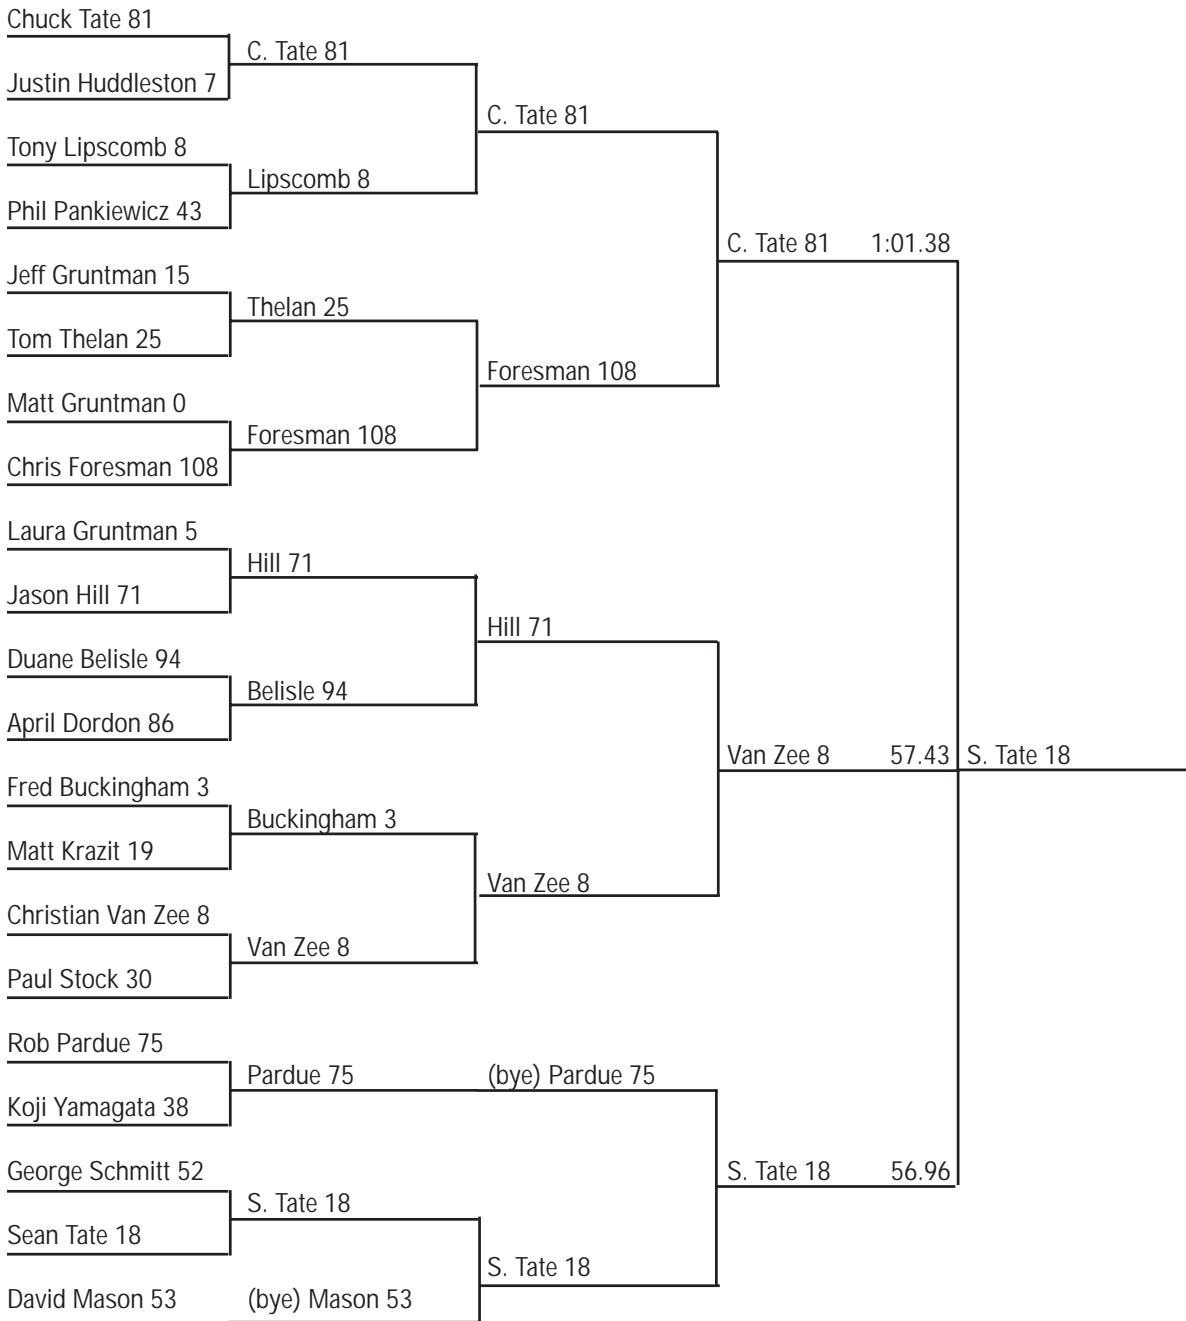 Chuck Tate 81
Justin Huddleston 7
Tony Lipscomb 8
Phil Pankiewicz 43
Jeff Gruntman 15
Tom Thelan 25
Matt Gruntman 0
Chris Foresman 108
Laura Gruntman 5
Jason Hill 71
Duane Belisle 94
April Dordon 86
Fred Buckingham 3
Matt Krazit 19
Christian Van Zee 8
Paul Stock 30
Rob Pardue 75
Koji Yamagata 38
George Schmitt 52
Sean Tate 18
David Mason 53
C. Tate 81
Lipscomb 8
Thelan 25
Foresman 108
Hill 71
Belisle 94
Buckingham 3
Van Zee 8
Pardue 75
S. Tate 18
(bye) Mason 53
C. Tate 81
Foresman 108
Hill 71
Van Zee 8
(bye) Pardue 75
S. Tate 18
C. Tate 81 1:01.38
Van Zee 8 57.43
S. Tate 18 56.96
S. Tate 18